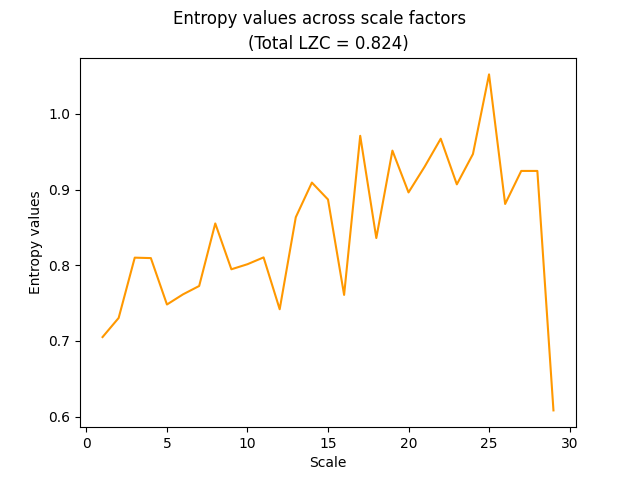 Entropy values across scale factors
(Total LZC = 0.824)
1.0
0.9
0.8
0.7
0.6
Entropy values
0 5 10 15 20 25 30
Scale